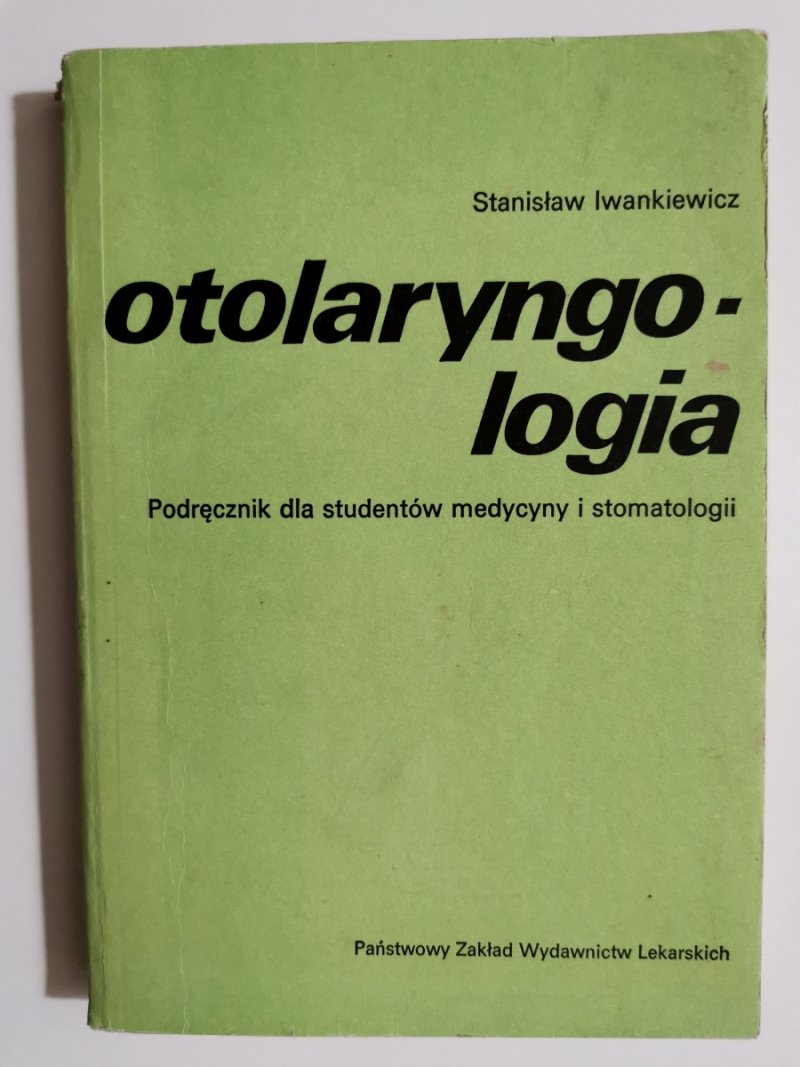 Stanisław Iwankiewicz
otolaryngo-
logia
Podręcznik dla studentów medycyny i stomatologii
Państwowy Zakład Wydawnictw Lekarskich